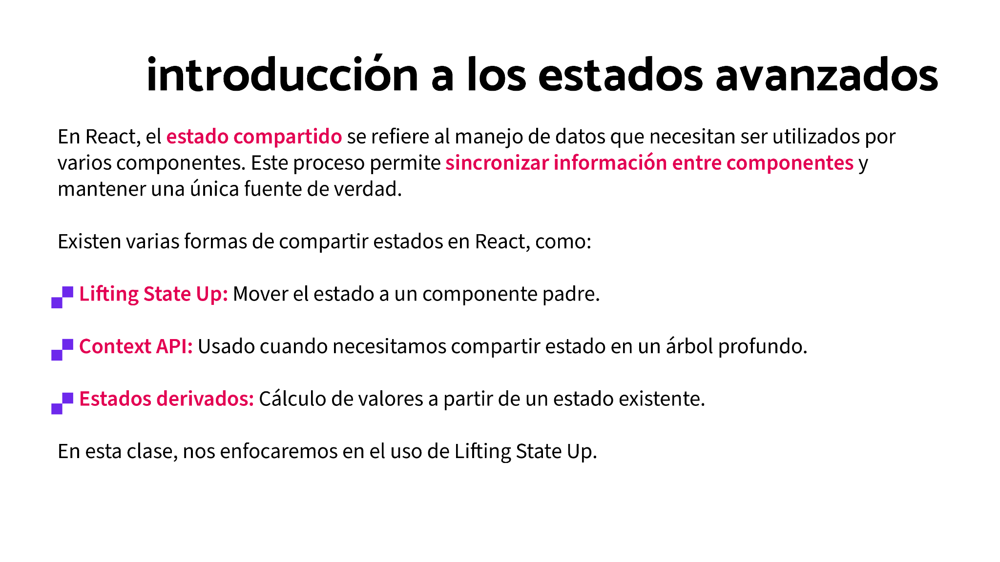 introducción a los estados avanzados
En React, el estado compartido se refiere al manejo de datos que necesitan ser utilizados por
varios componentes. Este proceso permite sincronizar información entre componentes y
mantener una única fuente de verdad.
Existen varias formas de compartir estados en React, como:
Lifting State Up: Mover el estado a un componente padre.
Context API: Usado cuando necesitamos compartir estado en un árbol profundo.
Estados derivados: Cálculo de valores a partir de un estado existente.
En esta clase, nos enfocaremos en el uso de Lifting State Up.